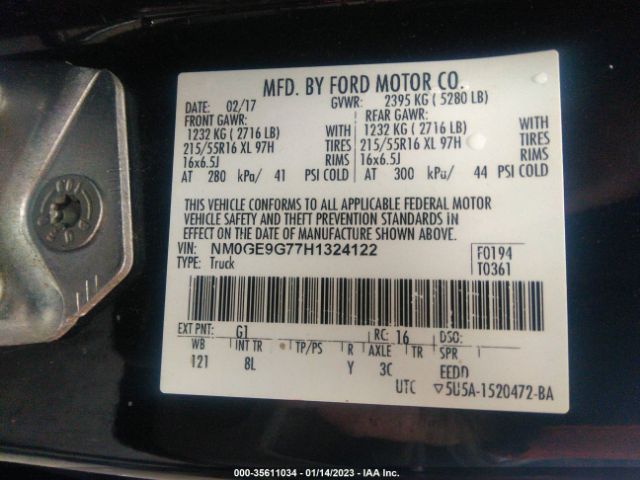 MFD. BY FORD MOTOR CO.
DATE: 02/17 GVWR: 2395 KG ( 5280 LB)
FRONT GAWR: REAR GAWR:
1232 KG ( 2716 LB) WITH 1232 KG ( 2716 LB) WITH
215/55R16 XL 97H TIRES 215/55R16 XL 97H TIRES
16x6.5J RIMS 16x6.5J RIMS
AT 280 kPa/ 41 PSI COLD AT 300 kPa/ 44 PSI COLD
THIS VEHICLE CONFORMS TO ALL APPLICABLE FEDERAL MOTOR
VEHICLE SAFETY AND THEFT PREVENTION STANDARDS IN
EFFECT ON THE DATE OF MANUFACTURE SHOWN ABOVE.
VIN: NM0GE9G77H1324122 F0194
TYPE: Truck T0361
EXT PNT: G1 RC: 16 DSO:
WB INT TR TP/PS R AXLE TR SPR
121 8L Y 3C EEDD
UTC ▽5U5A-1520472-BA
000-35611034 - 01/14/2023 - IAA Inc.